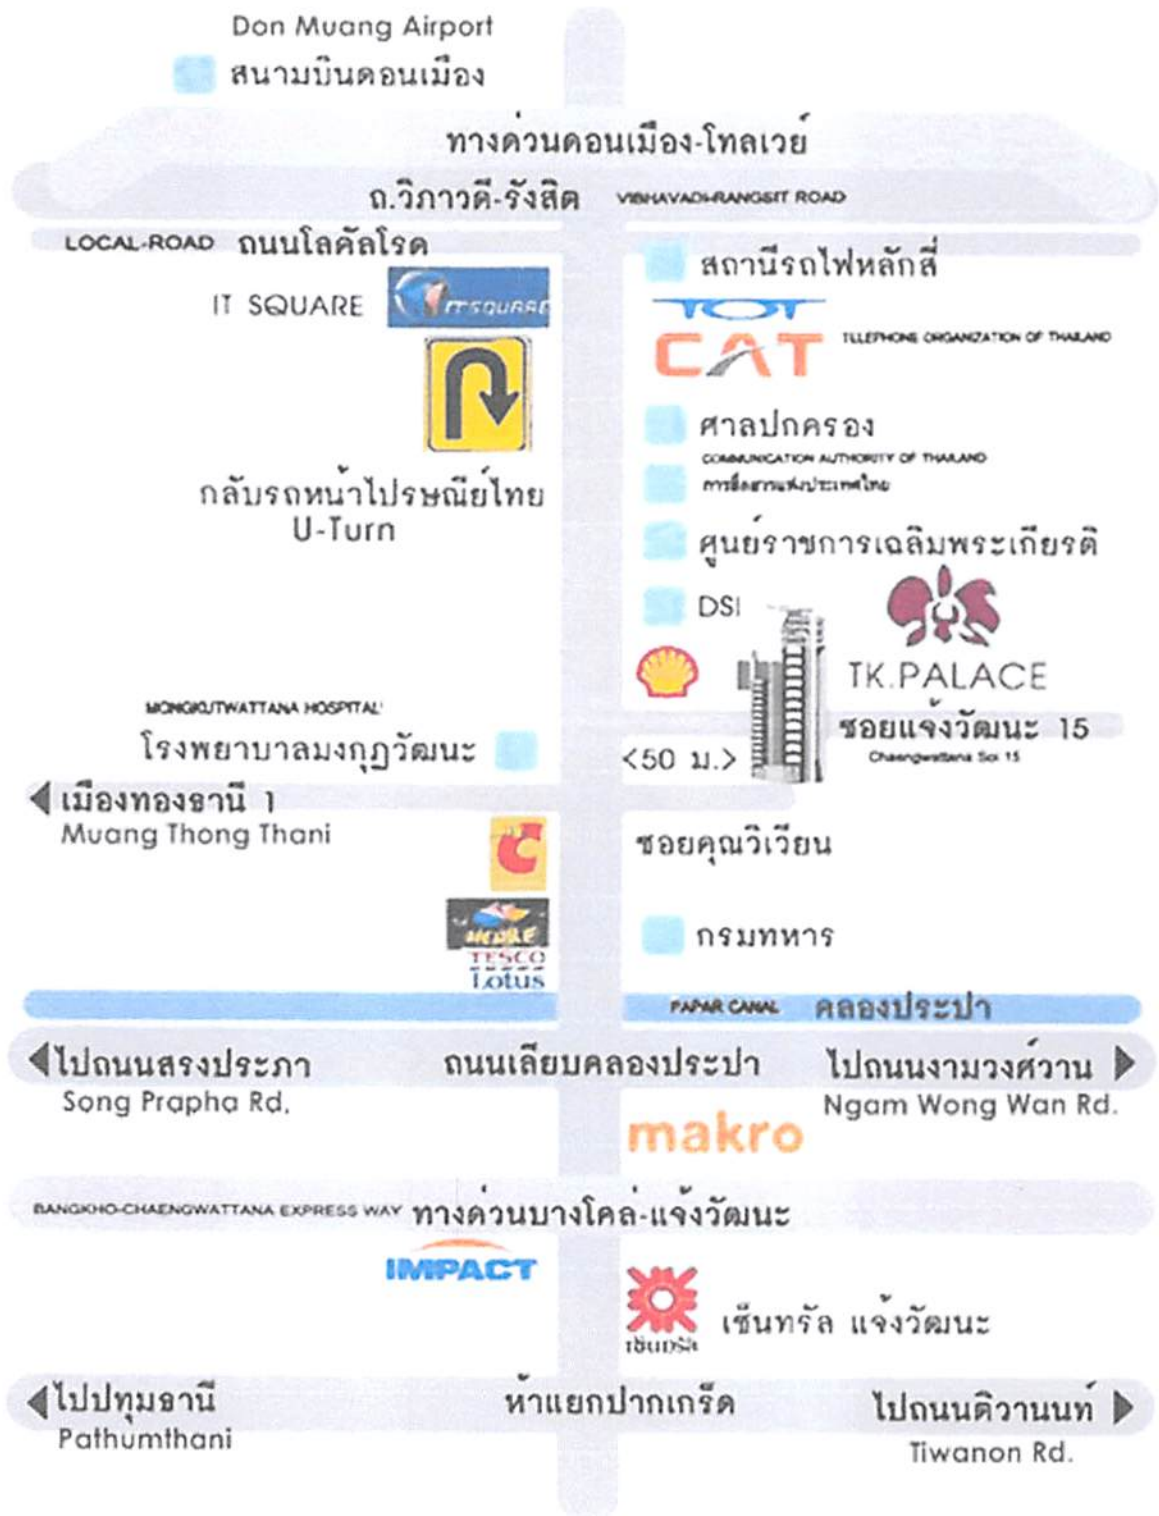 Don Muang Airport
สนามบินดอนเมือง
ทางด่วนดอนเมือง-โทลเวย์
ถ.วิภาวดี-รังสิต VIBHAVADI-RANGSIT ROAD
LOCAL-ROAD ถนนโลคัลโรด
สถานีรถไฟหลักสี่
IT SQUARE
IT SQUARE
TOT
CAT
TELEPHONE ORGANIZATION OF THAILAND
ศาลปกครอง
COMMUNICATION AUTHORITY OF THAILAND
การสื่อสารแห่งประเทศไทย
กลับรถหน้าไปรษณีย์ไทย
U-Turn
ศูนย์ราชการเฉลิมพระเกียรติ
DSI
TK.PALACE
MONGKUTWATTANA HOSPITAL
โรงพยาบาลมงกุฎวัฒนะ
ซอยแจ้งวัฒนะ 15
Chaengwattana Soi 15
<50 ม.>
เมืองทองธานี 1
Muang Thong Thani
ซอยคุณวิเวียน
กรมทหาร
TESCO
Lotus
PAPAR CANAL คลองประปา
ไปถนนสรงประภา ถนนเลียบคลองประปา ไปถนนงามวงศ์วาน
Song Prapha Rd. Ngam Wong Wan Rd.
makro
BANGKHO-CHAENGWATTANA EXPRESS WAY ทางด่วนบางโคล่-แจ้งวัฒนะ
IMPACT
เซ็นทรัล
เซ็นทรัล แจ้งวัฒนะ
ไปปทุมธานี ห้าแยกปากเกร็ด ไปถนนติวานนท์
Pathumthani Tiwanon Rd.